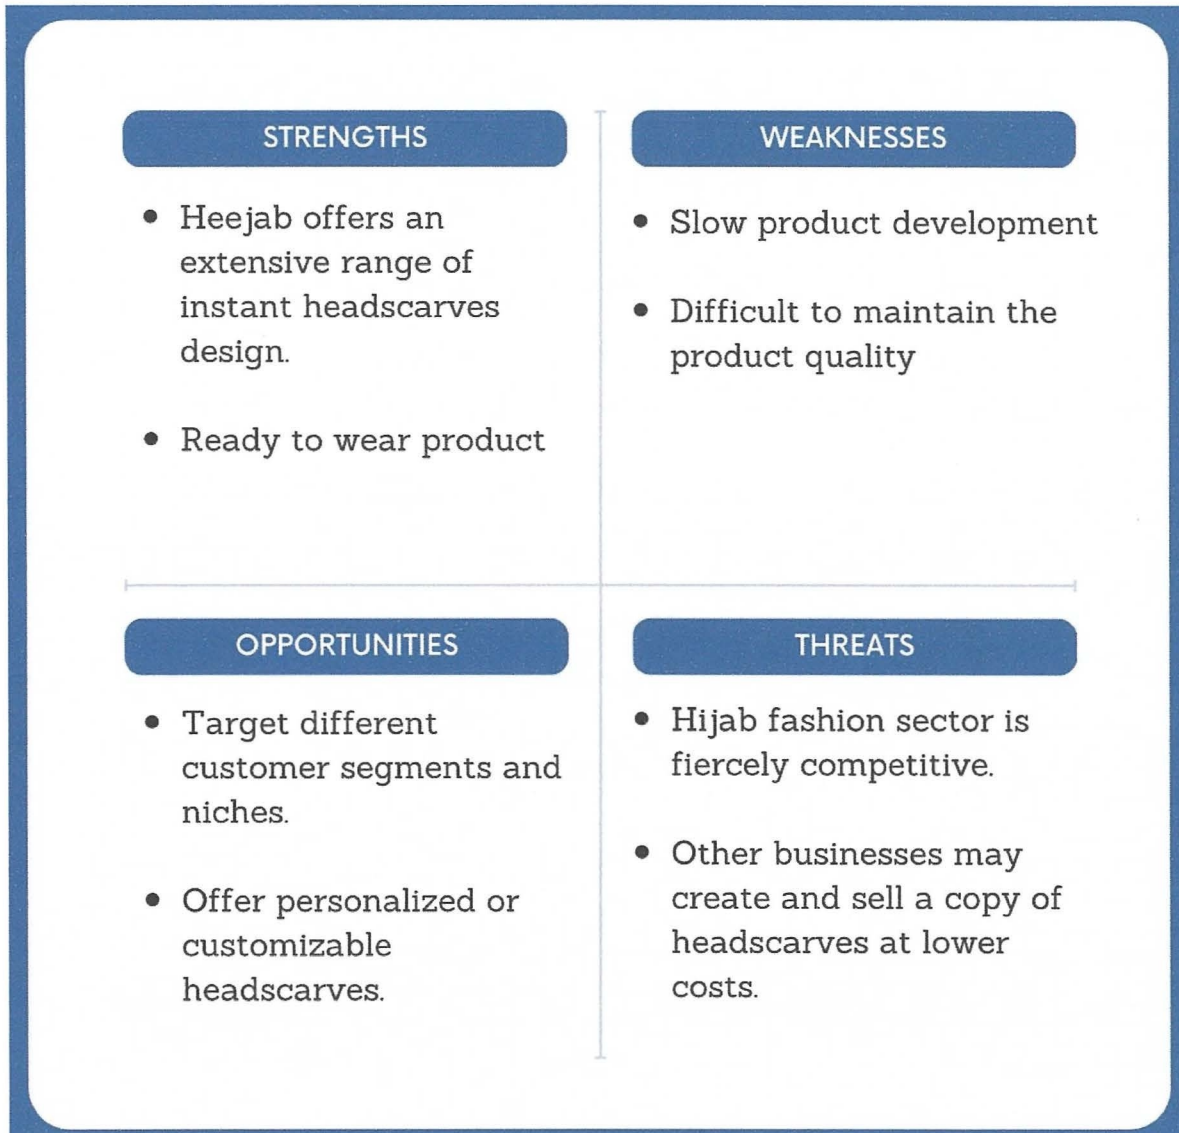 STRENGTHS
• Heejab offers an
extensive range of
instant headscarves
design.
• Ready to wear product
WEAKNESSES
• Slow product development
• Difficult to maintain the
product quality
OPPORTUNITIES
• Target different
customer segments and
niches.
• Offer personalized or
customizable
headscarves.
THREATS
• Hijab fashion sector is
fiercely competitive.
• Other businesses may
create and sell a copy of
headscarves at lower
costs.